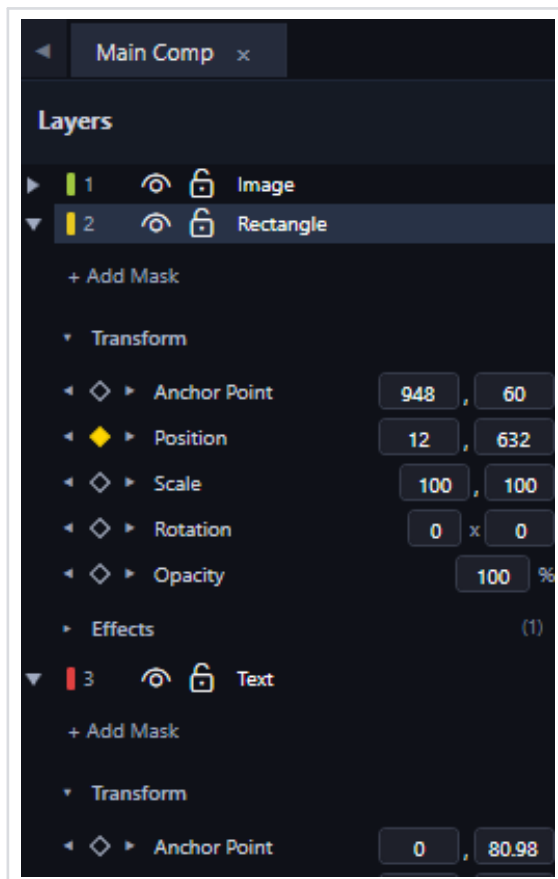 Main Comp x
Layers
1 Image
2 Rectangle
+ Add Mask
Transform
Anchor Point 948 , 60
Position 12 , 632
Scale 100 , 100
Rotation 0 x 0
Opacity 100 %
Effects (1)
3 Text
+ Add Mask
Transform
Anchor Point 0 , 80.98